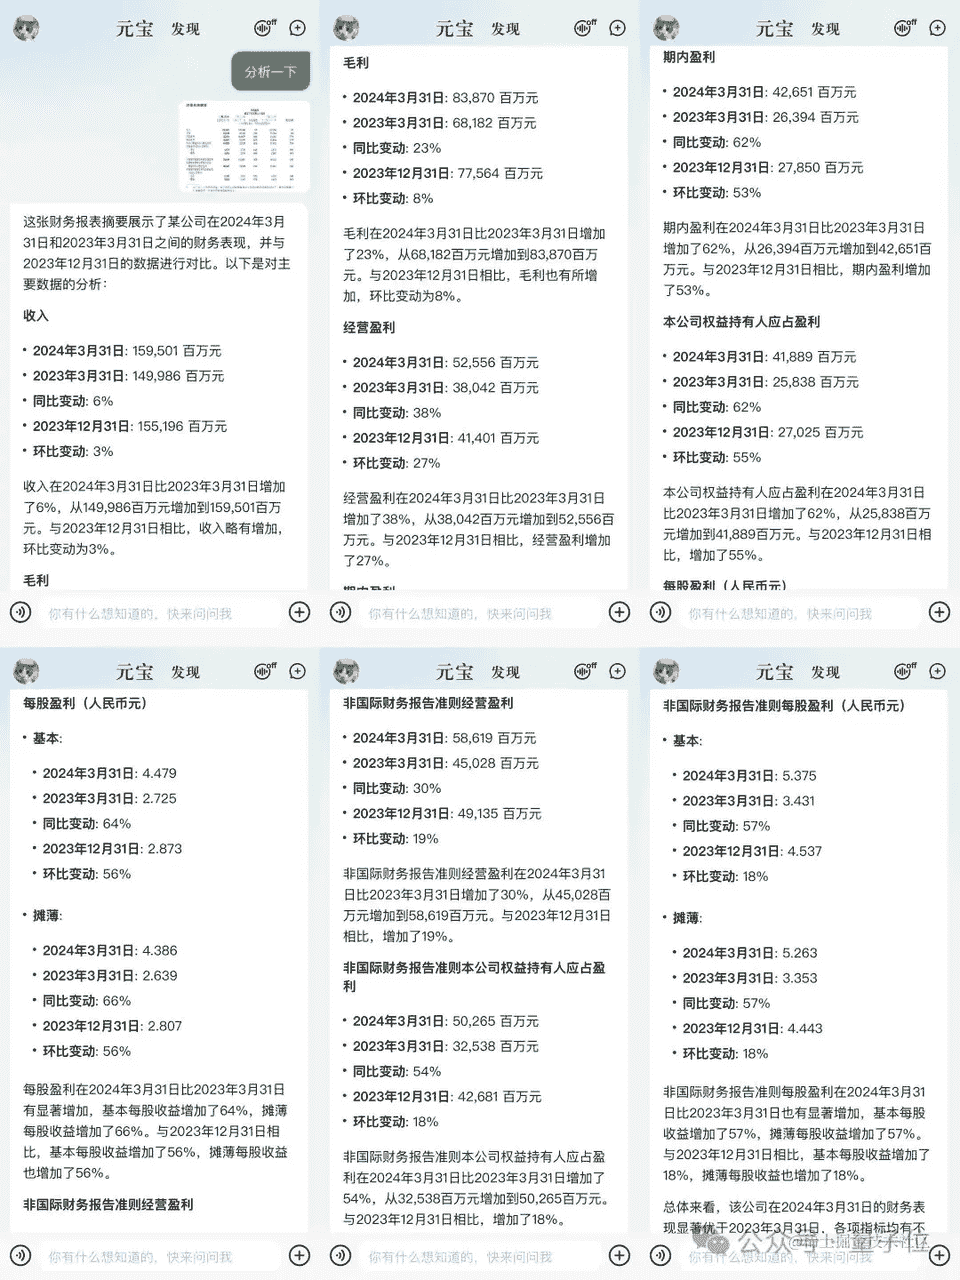 元宝 发现
off
分析一下
这张财务报表摘要展示了某公司在2024年3月
31日和2023年3月31日之间的财务表现，并与
2023年12月31日的数据进行对比。以下是对主
要数据的分析：
收入
• 2024年3月31日: 159,501 百万元
• 2023年3月31日: 149,986 百万元
• 同比变动: 6%
• 2023年12月31日: 155,196 百万元
• 环比变动: 3%
收入在2024年3月31日比2023年3月31日增加
了6%，从149,986百万元增加到159,501百万
元。与2023年12月31日相比，收入略有增加，
环比变动为3%。
毛利
你有什么想知道的，快来问问我
元宝 发现
off
毛利
• 2024年3月31日: 83,870 百万元
• 2023年3月31日: 68,182 百万元
• 同比变动: 23%
• 2023年12月31日: 77,564 百万元
• 环比变动: 8%
毛利在2024年3月31日比2023年3月31日增加
了23%，从68,182百万元增加到83,870百万
元。与2023年12月31日相比，毛利也有所增
加，环比变动为8%。
经营盈利
• 2024年3月31日: 52,556 百万元
• 2023年3月31日: 38,042 百万元
• 同比变动: 38%
• 2023年12月31日: 41,401 百万元
• 环比变动: 27%
经营盈利在2024年3月31日比2023年3月31日
增加了38%，从38,042百万元增加到52,556百
万元。与2023年12月31日相比，经营盈利增加
了27%。
期内盈利
你有什么想知道的，快来问问我
元宝 发现
off
期内盈利
• 2024年3月31日: 42,651 百万元
• 2023年3月31日: 26,394 百万元
• 同比变动: 62%
• 2023年12月31日: 27,850 百万元
• 环比变动: 53%
期内盈利在2024年3月31日比2023年3月31日
增加了62%，从26,394百万元增加到42,651百
万元。与2023年12月31日相比，期内盈利增加
了53%。
本公司权益持有人应占盈利
• 2024年3月31日: 41,889 百万元
• 2023年3月31日: 25,838 百万元
• 同比变动: 62%
• 2023年12月31日: 27,025 百万元
• 环比变动: 55%
本公司权益持有人应占盈利在2024年3月31日
比2023年3月31日增加了62%，从25,838百万
元增加到41,889百万元。与2023年12月31日相
比，增加了55%。
每股盈利（人民币元）
你有什么想知道的，快来问问我
元宝 发现
off
每股盈利（人民币元）
• 基本:
• 2024年3月31日: 4.479
• 2023年3月31日: 2.725
• 同比变动: 64%
• 2023年12月31日: 2.873
• 环比变动: 56%
• 摊薄:
• 2024年3月31日: 4.386
• 2023年3月31日: 2.639
• 同比变动: 66%
• 2023年12月31日: 2.807
• 环比变动: 56%
每股盈利在2024年3月31日比2023年3月31日
有显著增加，基本每股收益增加了64%，摊薄
每股收益增加了66%。与2023年12月31日相
比，基本每股收益增加了56%，摊薄每股收益
也增加了56%。
非国际财务报告准则经营盈利
你有什么想知道的，快来问问我
元宝 发现
off
非国际财务报告准则经营盈利
• 2024年3月31日: 58,619 百万元
• 2023年3月31日: 45,028 百万元
• 同比变动: 30%
• 2023年12月31日: 49,135 百万元
• 环比变动: 19%
非国际财务报告准则经营盈利在2024年3月31
日比2023年3月31日增加了30%，从45,028百
万元增加到58,619百万元。与2023年12月31日
相比，增加了19%。
非国际财务报告准则本公司权益持有人应占盈
利
• 2024年3月31日: 50,265 百万元
• 2023年3月31日: 32,538 百万元
• 同比变动: 54%
• 2023年12月31日: 42,681 百万元
• 环比变动: 18%
非国际财务报告准则本公司权益持有人应占盈
利在2024年3月31日比2023年3月31日增加了
54%，从32,538百万元增加到50,265百万元。
与2023年12月31日相比，增加了18%。
你有什么想知道的，快来问问我
元宝 发现
off
非国际财务报告准则每股盈利（人民币元）
• 基本:
• 2024年3月31日: 5.375
• 2023年3月31日: 3.431
• 同比变动: 57%
• 2023年12月31日: 4.537
• 环比变动: 18%
• 摊薄:
• 2024年3月31日: 5.263
• 2023年3月31日: 3.353
• 同比变动: 57%
• 2023年12月31日: 4.443
• 环比变动: 18%
非国际财务报告准则每股盈利在2024年3月31
日比2023年3月31日也有显著增加，基本每股
收益增加了57%，摊薄每股收益增加了57%。
与2023年12月31日相比，基本每股收益增加了
18%，摊薄每股收益也增加了18%。
总体来看，该公司在2024年3月31日的财务表
现显著优于2023年3月31日，各项指标均有不
公众号 量子位
@稀土掘金技术社区